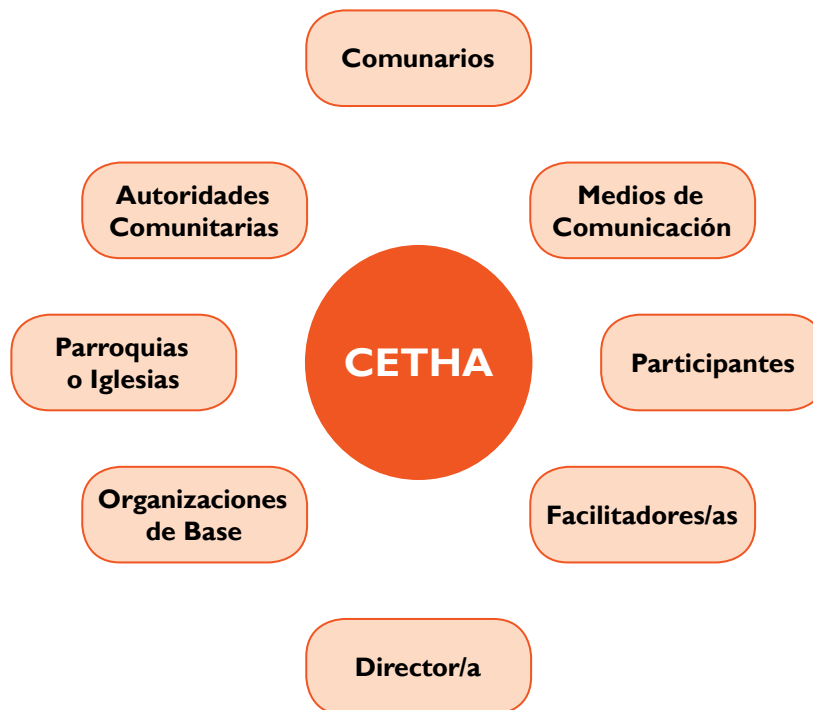 Comunarios
Autoridades
Comunitarias
Medios de
Comunicación
Parroquias
o Iglesias
CETHA
Participantes
Organizaciones
de Base
Facilitadores/as
Director/a